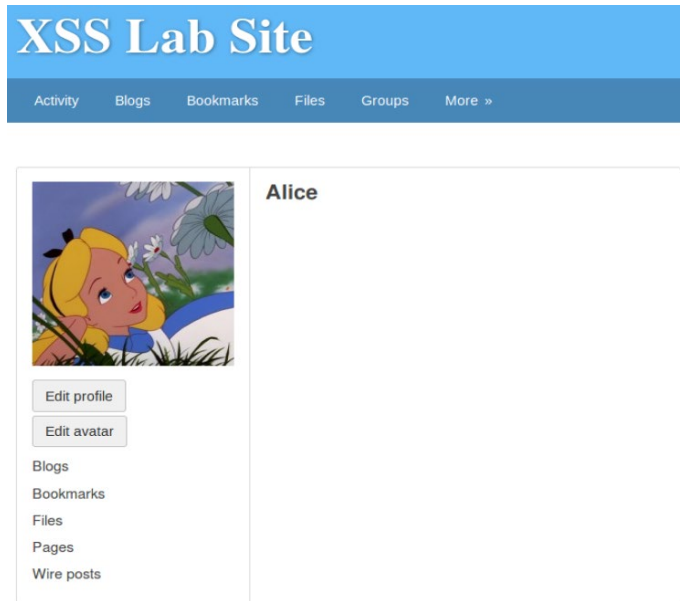 XSS Lab Site
Activity Blogs Bookmarks Files Groups More »
Alice
Edit profile
Edit avatar
Blogs
Bookmarks
Files
Pages
Wire posts